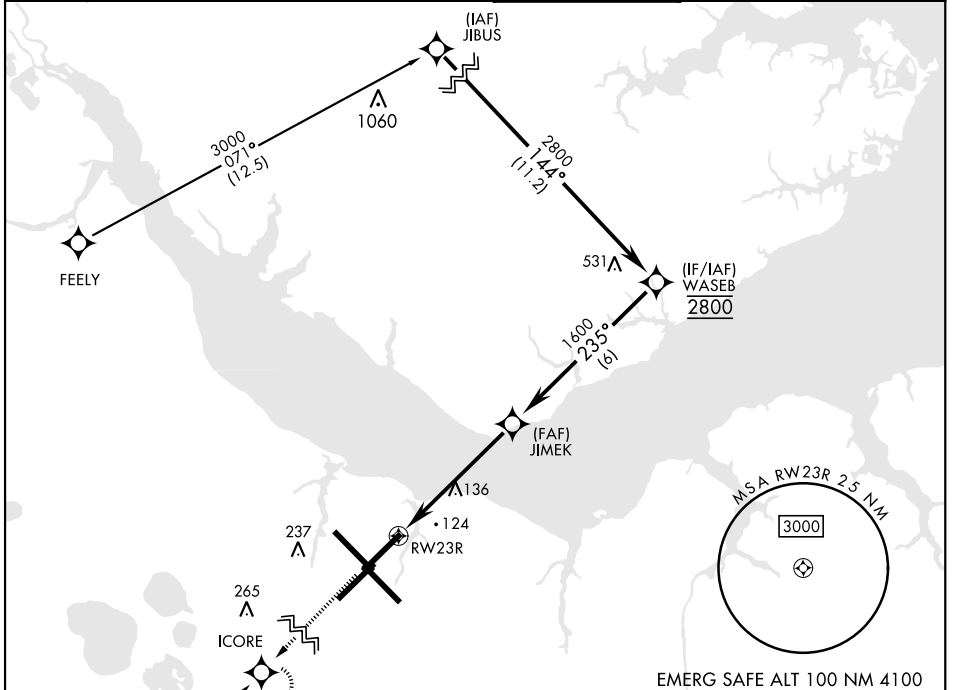 (IAF)
JIBUS
1060
3000
071°
(12.5)
2800
144°
(11.2)
FEELY
531
(IF/IAF)
WASEB
2800
1600
235°
(6)
(FAF)
JIMEK
136
124
RW23R
237
265
ICORE
MSA RW23R 25 NM
3000
EMERG SAFE ALT 100 NM 4100